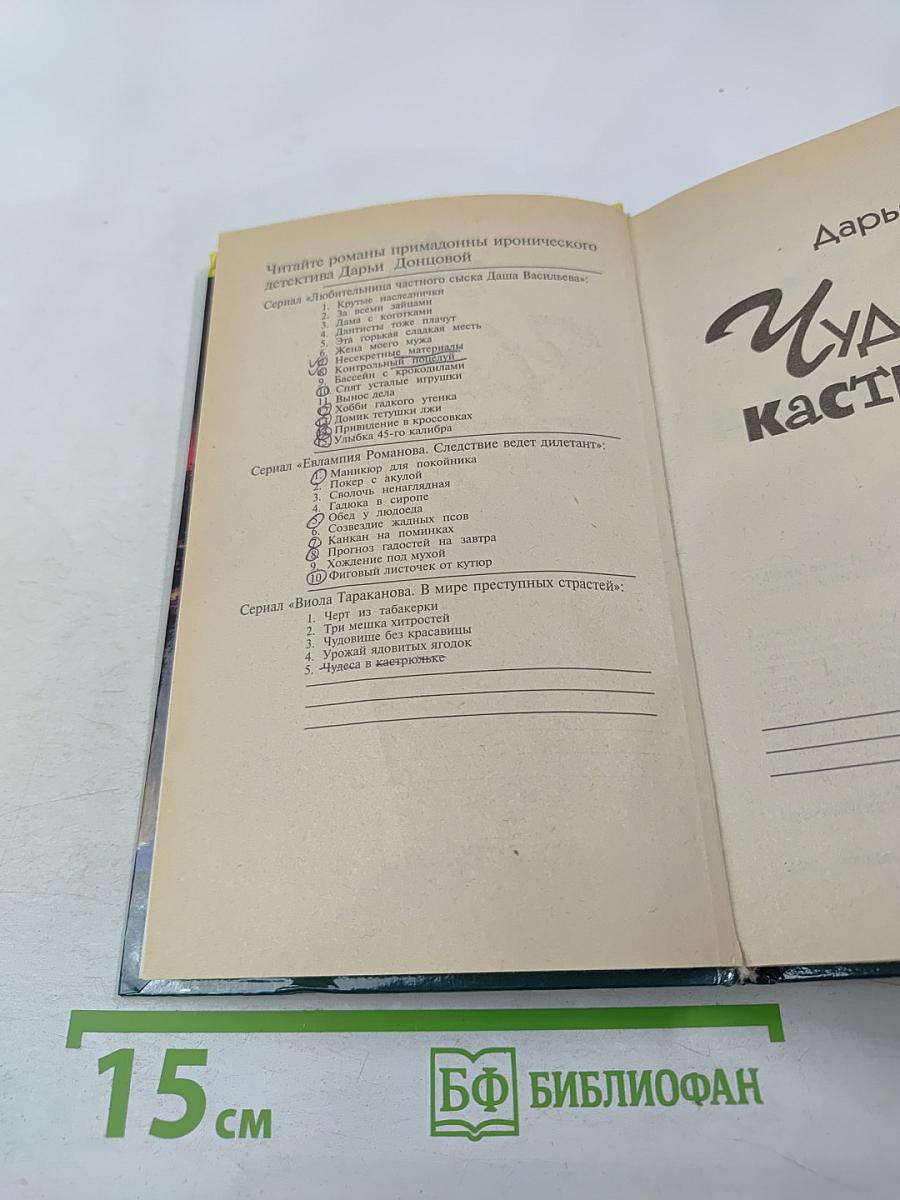 Читайте романы примадонны иронического
детектива Дарьи Донцовой
Сериал «Любительница частного сыска Даша Васильева»:
1. Крутые наследнички
2. За всеми зайцами
3. Дама с коготками
4. Дантисты тоже плачут
5. Эта горькая сладкая месть
6. Жена моего мужа
7. Несекретные материалы
8. Контрольный поцелуй
9. Бассейн с крокодилами
10. Спят усталые игрушки
11. Вынос дела
12. Хобби гадкого утенка
13. Домик тетушки лжи
14. Привидение в кроссовках
15. Улыбка 45-го калибра
Сериал «Евлампия Романова. Следствие ведет дилетант»:
1. Маникюр для покойника
2. Покер с акулой
3. Сволочь ненаглядная
4. Гадюка в сиропе
5. Обед у людоеда
6. Созвездие жадных псов
7. Канкан на поминках
8. Прогноз гадостей на завтра
9. Хождение под мухой
10. Фиговый листочек от кутюр
Сериал «Виола Тараканова. В мире преступных страстей»:
1. Черт из табакерки
2. Три мешка хитростей
3. Чудовище без красавицы
4. Урожай ядовитых ягодок
5. Чудеса в кастрюльке
Дарь
Чуд
кастр
15 см
БФ БИБЛИОФАН